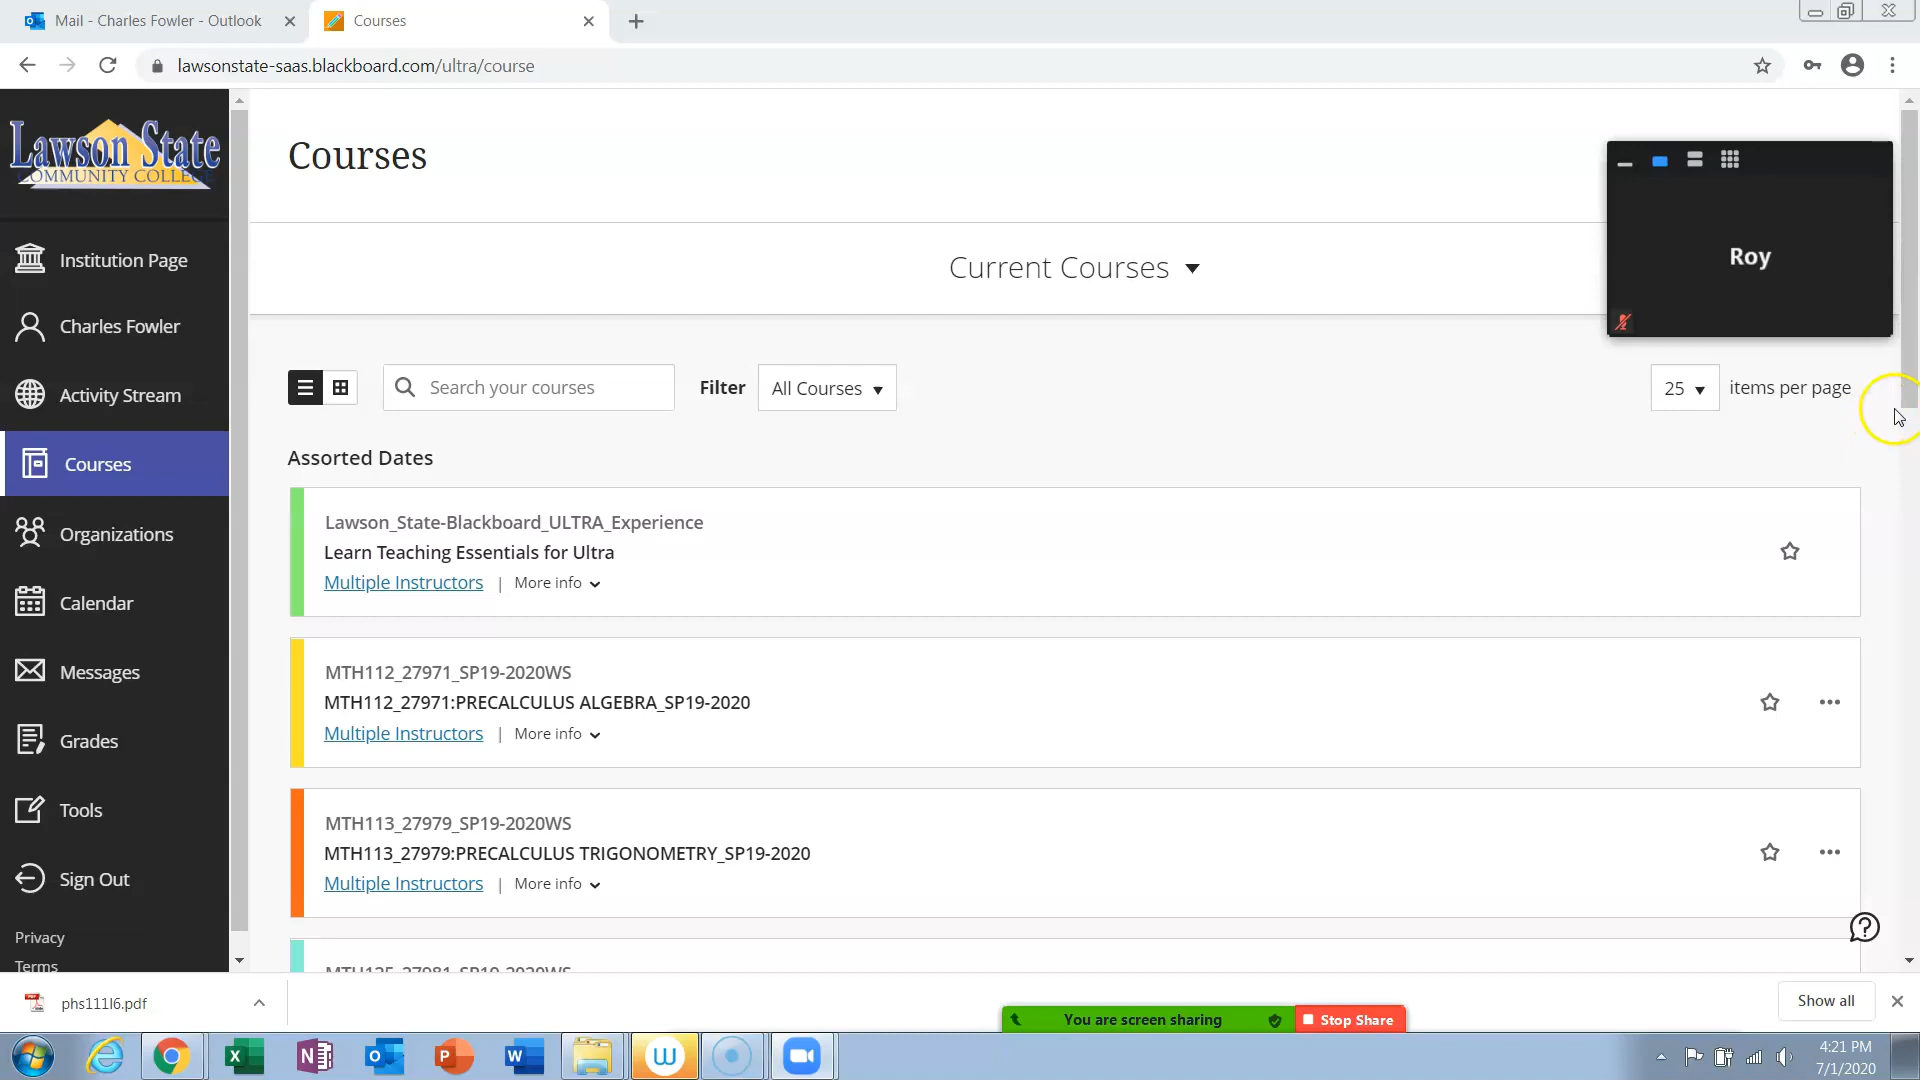 Mail - Charles Fowler - Outlook
Courses
lawsonstate-saas.blackboard.com/ultra/course
Lawson State
COMMUNITY COLLEGE
Institution Page
Charles Fowler
Activity Stream
Courses
Organizations
Calendar
Messages
Grades
Tools
Sign Out
Privacy
Terms
Courses
Current Courses
Roy
Search your courses
Filter
All Courses
25 items per page
Assorted Dates
Lawson_State-Blackboard_ULTRA_Experience
Learn Teaching Essentials for Ultra
Multiple Instructors | More info
MTH112_27971_SP19-2020WS
MTH112_27971:PRECALCULUS ALGEBRA_SP19-2020
Multiple Instructors | More info
MTH113_27979_SP19-2020WS
MTH113_27979:PRECALCULUS TRIGONOMETRY_SP19-2020
Multiple Instructors | More info
MTH125_27981_SP19-2020WS
phs111l6.pdf
Show all
You are screen sharing
Stop Share
4:21 PM
7/1/2020